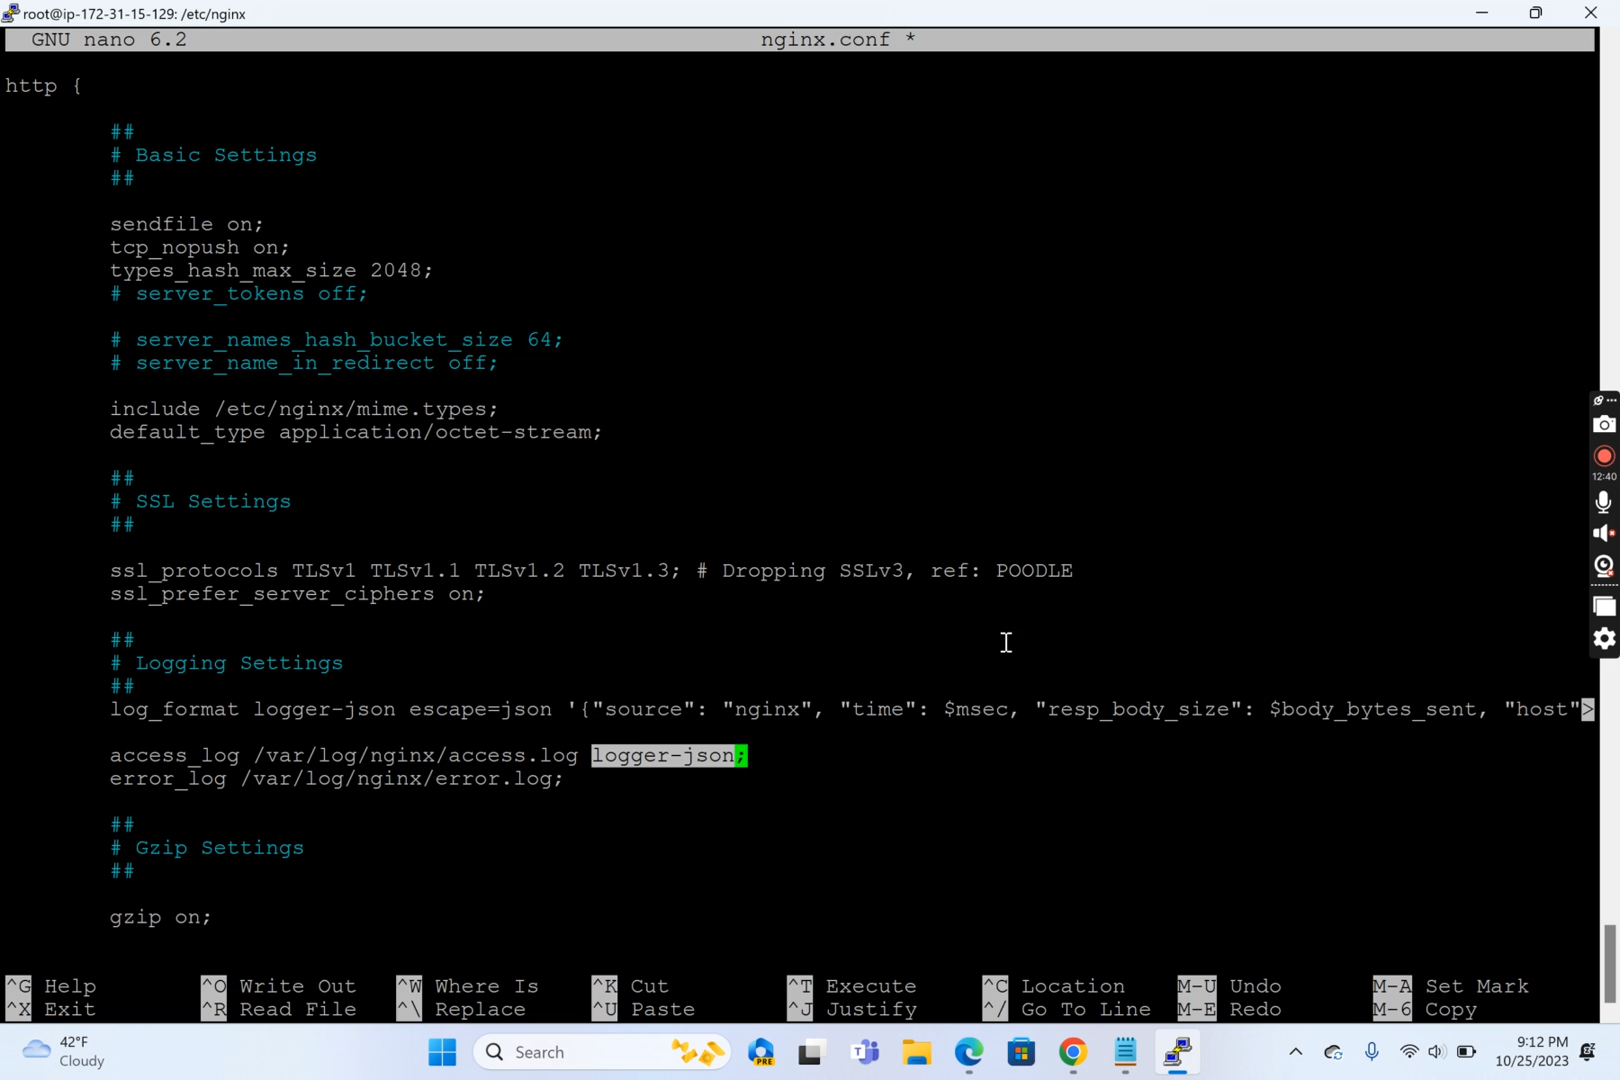 root@ip-172-31-15-129: /etc/nginx
GNU nano 6.2 nginx.conf *
http {
##
# Basic Settings
##
sendfile on;
tcp_nopush on;
types_hash_max_size 2048;
# server_tokens off;
# server_names_hash_bucket_size 64;
# server_name_in_redirect off;
include /etc/nginx/mime.types;
default_type application/octet-stream;
##
# SSL Settings
##
ssl_protocols TLSv1 TLSv1.1 TLSv1.2 TLSv1.3; # Dropping SSLv3, ref: POODLE
ssl_prefer_server_ciphers on;
##
# Logging Settings
##
log_format logger-json escape=json '{"source": "nginx", "time": $msec, "resp_body_size": $body_bytes_sent, "host">
access_log /var/log/nginx/access.log logger-json;
error_log /var/log/nginx/error.log;
##
# Gzip Settings
##
gzip on;
12:40
^G Help ^O Write Out ^W Where Is ^K Cut ^T Execute ^C Location M-U Undo M-A Set Mark
^X Exit ^R Read File ^\ Replace ^U Paste ^J Justify ^/ Go To Line M-E Redo M-6 Copy
42°F
Cloudy
Search
PRE
9:12 PM
10/25/2023